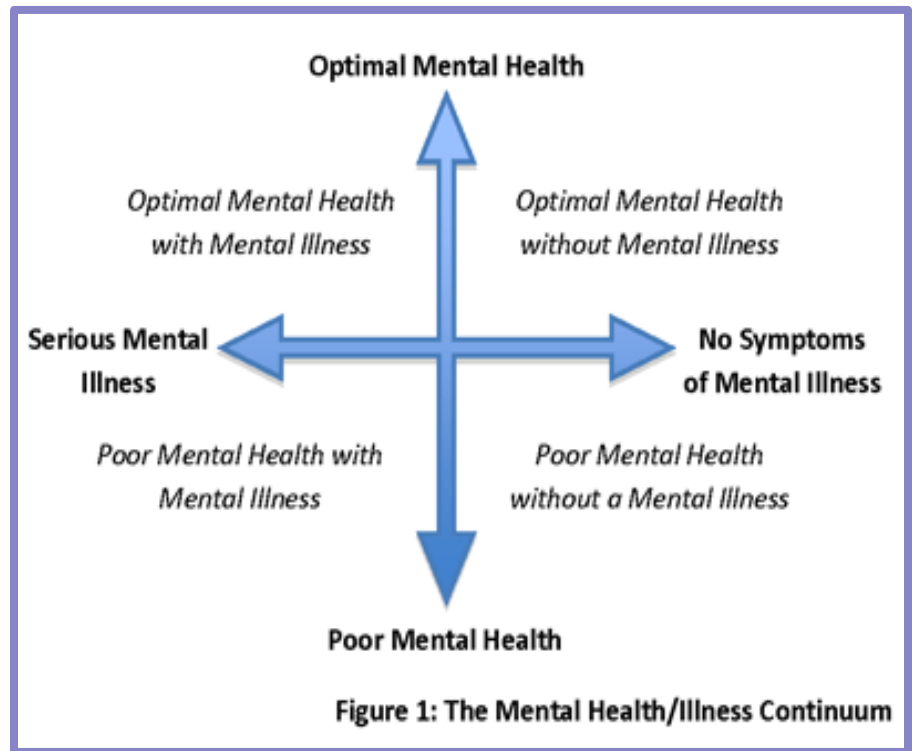 Optimal Mental Health
Optimal Mental Health
with Mental Illness
Optimal Mental Health
without Mental Illness
Serious Mental
Illness
No Symptoms
of Mental Illness
Poor Mental Health with
Mental Illness
Poor Mental Health
without a Mental Illness
Poor Mental Health
Figure 1: The Mental Health/Illness Continuum